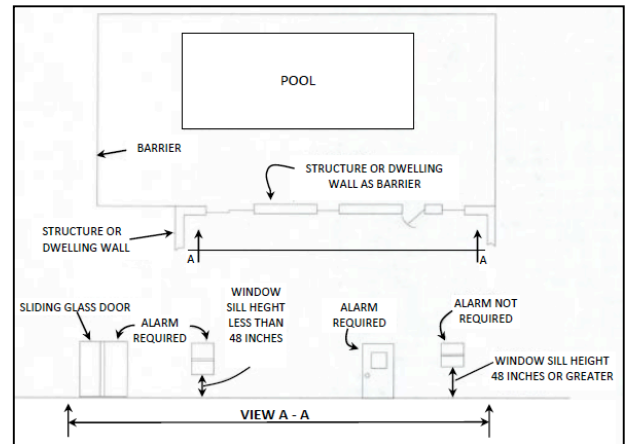 POOL
BARRIER
STRUCTURE OR DWELLING
WALL AS BARRIER
STRUCTURE OR
DWELLING WALL
A
A
SLIDING GLASS DOOR
ALARM
REQUIRED
WINDOW
SILL HEGHT
LESS THAN
48 INCHES
ALARM
REQUIRED
ALARM NOT
REQUIRED
WINDOW SILL HEIGHT
48 INCHES OR GREATER
VIEW A - A